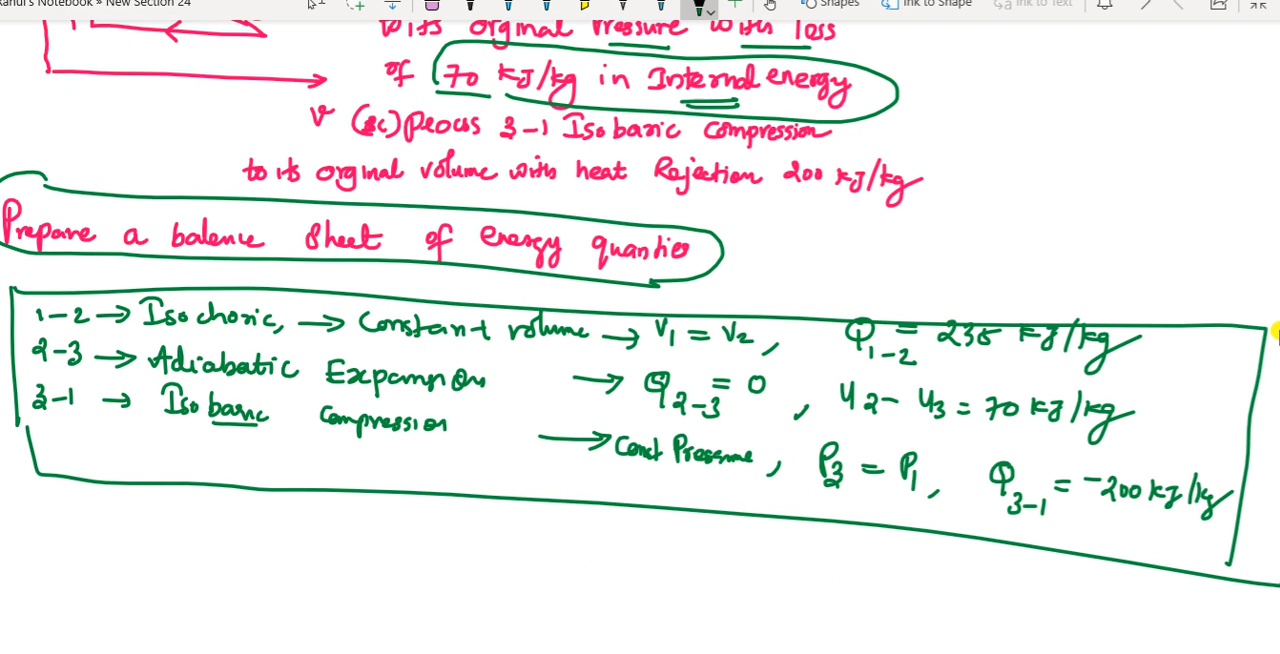 Rahul's Notebook » New Section 24
Shapes Ink to Shape Ink to Text
1 to its orginal Pressure with loss
of 70 KJ/kg in Internal energy
v (c) Process 3-1 Isobaric Compression
to its orginal volume with heat Rejection 200 KJ/kg
Prepare a balence sheet of energy quanties
1-2 → Isochoric, → Constant volume → V1 = V2, Q1-2 = 235 KJ/kg
2-3 → Adiabatic Expansion → Q2-3 = 0, U2 - U3 = 70 KJ/kg
3-1 → Isobaric Compression → Const Pressure, P3 = P1, Q3-1 = -200 KJ/kg